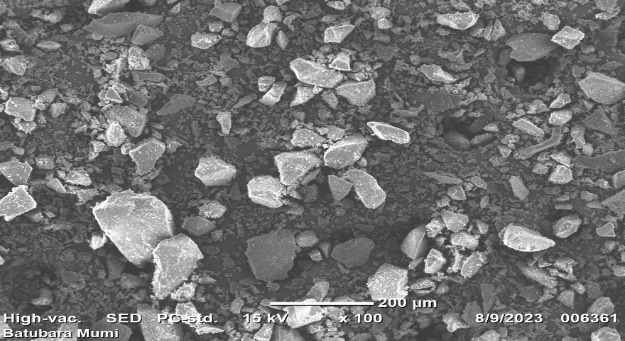 200 µm
High-vac. SED PC-std. 15 kV x 100 8/9/2023 006361
Batubara Mumi